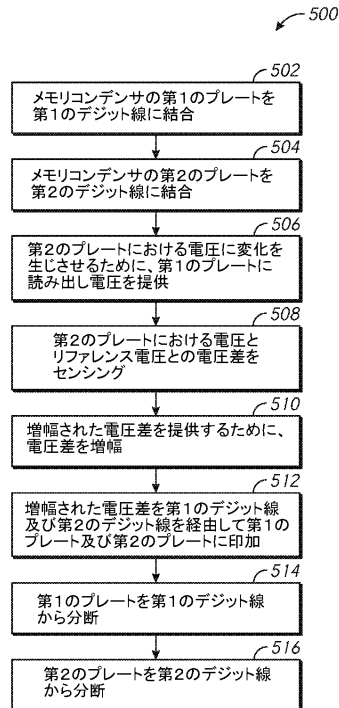 500
502
メモリコンデンサの第1のプレートを
第1のデジット線に結合
504
メモリコンデンサの第2のプレートを
第2のデジット線に結合
506
第2のプレートにおける電圧に変化を
生じさせるために、第1のプレートに
読み出し電圧を提供
508
第2のプレートにおける電圧と
リファレンス電圧との電圧差を
センシング
510
増幅された電圧差を提供するために、
電圧差を増幅
512
増幅された電圧差を第1のデジット線
及び第2のデジット線を経由して第1の
プレート及び第2のプレートに印加
514
第1のプレートを第1のデジット線
から分断
516
第2のプレートを第2のデジット線
から分断